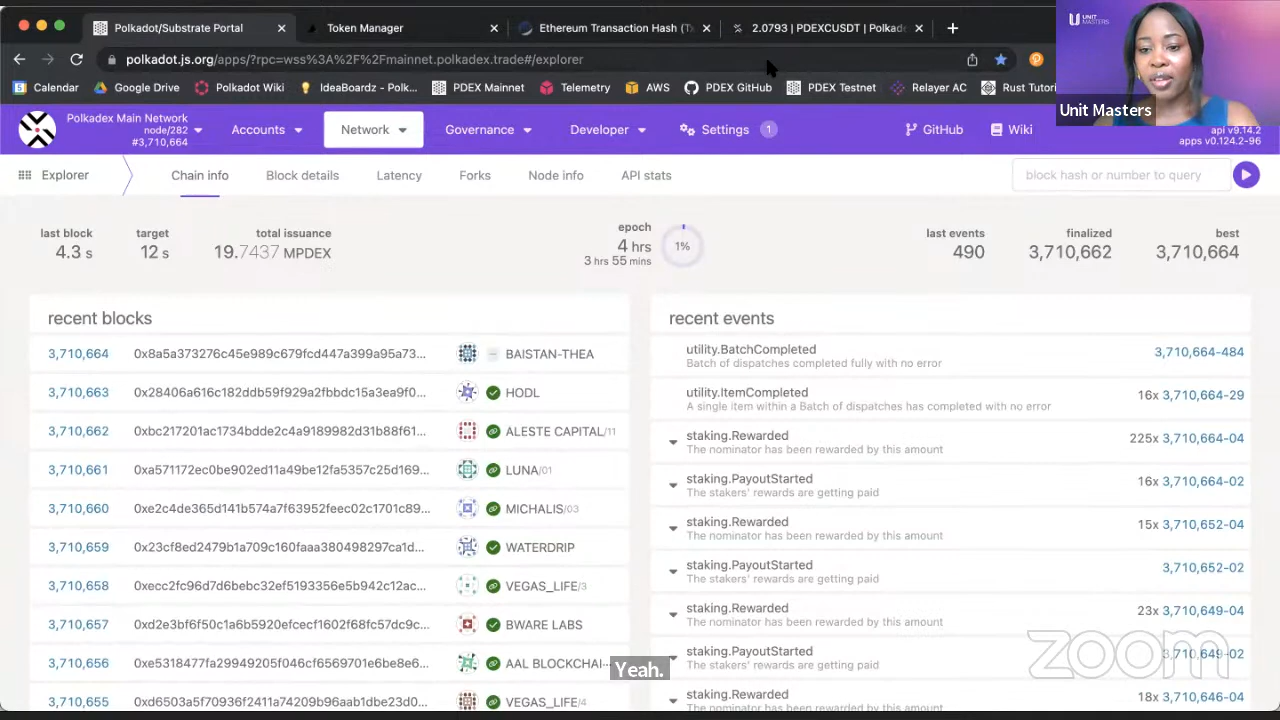 Polkadot/Substrate Portal
Token Manager
Ethereum Transaction Hash (T
2.0793 | PDEXCUSDT | Polkade
polkadot.js.org/apps/?rpc=wss%3A%2F%2Fmainnet.polkadex.trade#/explorer
Calendar
Google Drive
Polkadot Wiki
IdeaBoardz - Polk...
PDEX Mainnet
Telemetry
AWS
PDEX GitHub
PDEX Testnet
Relayer AC
Rust Tutori
UNIT MASTERS
Unit Masters
Polkadex Main Network
node/282
#3,710,664
Accounts
Network
Governance
Developer
Settings
1
GitHub
Wiki
api v9.14.2
apps v0.124.2-96
Explorer
Chain info
Block details
Latency
Forks
Node info
API stats
block hash or number to query
last block
4.3 s
target
12 s
total issuance
19.7437 MPDEX
epoch
4 hrs
3 hrs 55 mins
1%
last events
490
finalized
3,710,662
best
3,710,664
recent blocks
3,710,664 0x8a5a373276c45e989c679fcd447a399a95a73... BAISTAN-THEA
3,710,663 0x28406a616c182ddb59f929a2fbbdc15a3ea9f0... HODL
3,710,662 0xbc217201ac1734bdde2c4a9189982d31b88f61... ALESTE CAPITAL/11
3,710,661 0xa571172ec0be902ed11a49be12fa5357c25d169... LUNA/01
3,710,660 0xe2c4de365d141b574a7f63952feec02c1701c89... MICHALIS/03
3,710,659 0x23cf8ed2479b1a709c160faaa380498297ca1d... WATERDRIP
3,710,658 0xecc2fc96d7d6bebc32ef5193356e5b942c12ac... VEGAS_LIFE/3
3,710,657 0xd2e3bf6f50c1a6b5920efcecf1602f68fc57dc9c... BWARE LABS
3,710,656 0xe5318477fa29949205f046cf6569701e6be8e6... AAL BLOCKCHAI...
3,710,655 0xd6503a5f70936f2411a74209b96aab1dbe23d0... VEGAS_LIFE/4
recent events
utility.BatchCompleted 3,710,664-484
Batch of dispatches completed fully with no error
utility.ItemCompleted 16x 3,710,664-29
A single item within a Batch of dispatches has completed with no error
staking.Rewarded 225x 3,710,664-04
The nominator has been rewarded by this amount
staking.PayoutStarted 16x 3,710,664-02
The stakers' rewards are getting paid
staking.Rewarded 15x 3,710,652-04
The nominator has been rewarded by this amount
staking.PayoutStarted 3,710,652-02
The stakers' rewards are getting paid
staking.Rewarded 23x 3,710,649-04
The nominator has been rewarded by this amount
staking.PayoutStarted 3,710,649-02
The stakers' rewards are getting paid
staking.Rewarded 18x 3,710,646-04
The nominator has been rewarded by this amount
Yeah.
zoom